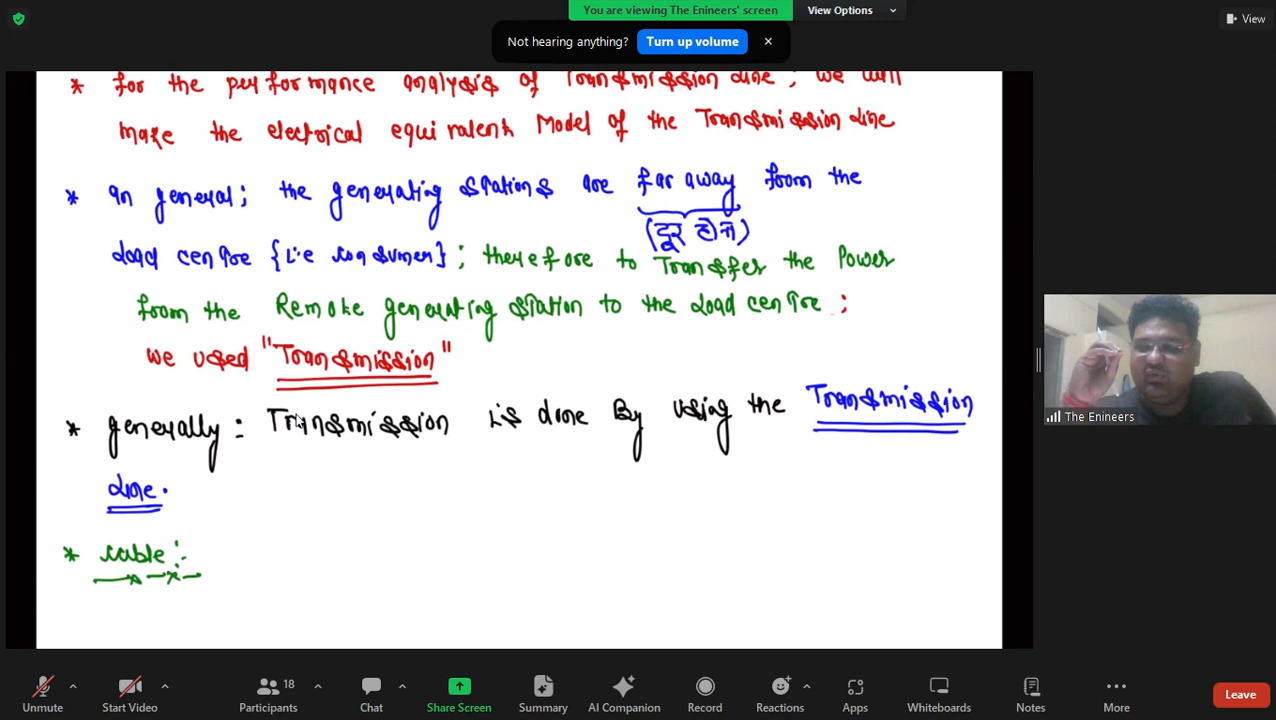 You are viewing The Enineers' screen
View Options
View
Not hearing anything?
Turn up volume
* for the performance analysis of Transmission Line; we will
make the electrical equivalent Model of the Transmission Line
* In general; the generating stations are far away from the
(दूर होना)
Load centre {i.e consumer}; therefore to Transfer the Power
from the Remote generating station to the Load centre;
we used "Transmission"
* generally: Transmission is done By using the Transmission
Line.
* cable:-
The Enineers
Unmute
Start Video
18
Participants
Chat
Share Screen
Summary
AI Companion
Record
Reactions
Apps
Whiteboards
Notes
More
Leave